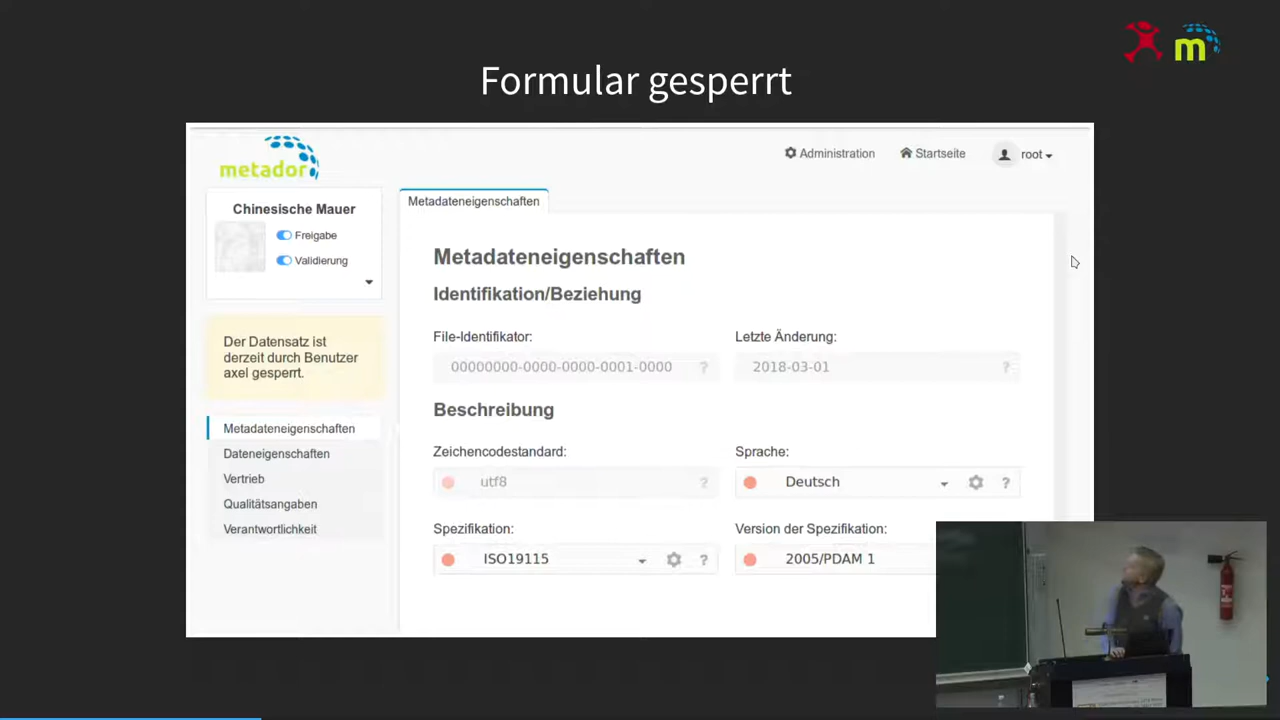 m
Formular gesperrt
metador
Administration
Startseite
root
Chinesische Mauer
Freigabe
Validierung
Der Datensatz ist
derzeit durch Benutzer
axel gesperrt.
Metadateneigenschaften
Dateneigenschaften
Vertrieb
Qualitätsangaben
Verantwortlichkeit
Metadateneigenschaften
Metadateneigenschaften
Identifikation/Beziehung
File-Identifikator:
Letzte Änderung:
00000000-0000-0000-0001-0000 ?
2018-03-01 ?
Beschreibung
Zeichencodestandard:
Sprache:
utf8 ?
Deutsch ?
Spezifikation:
Version der Spezifikation:
ISO19115 ?
2005/PDAM 1